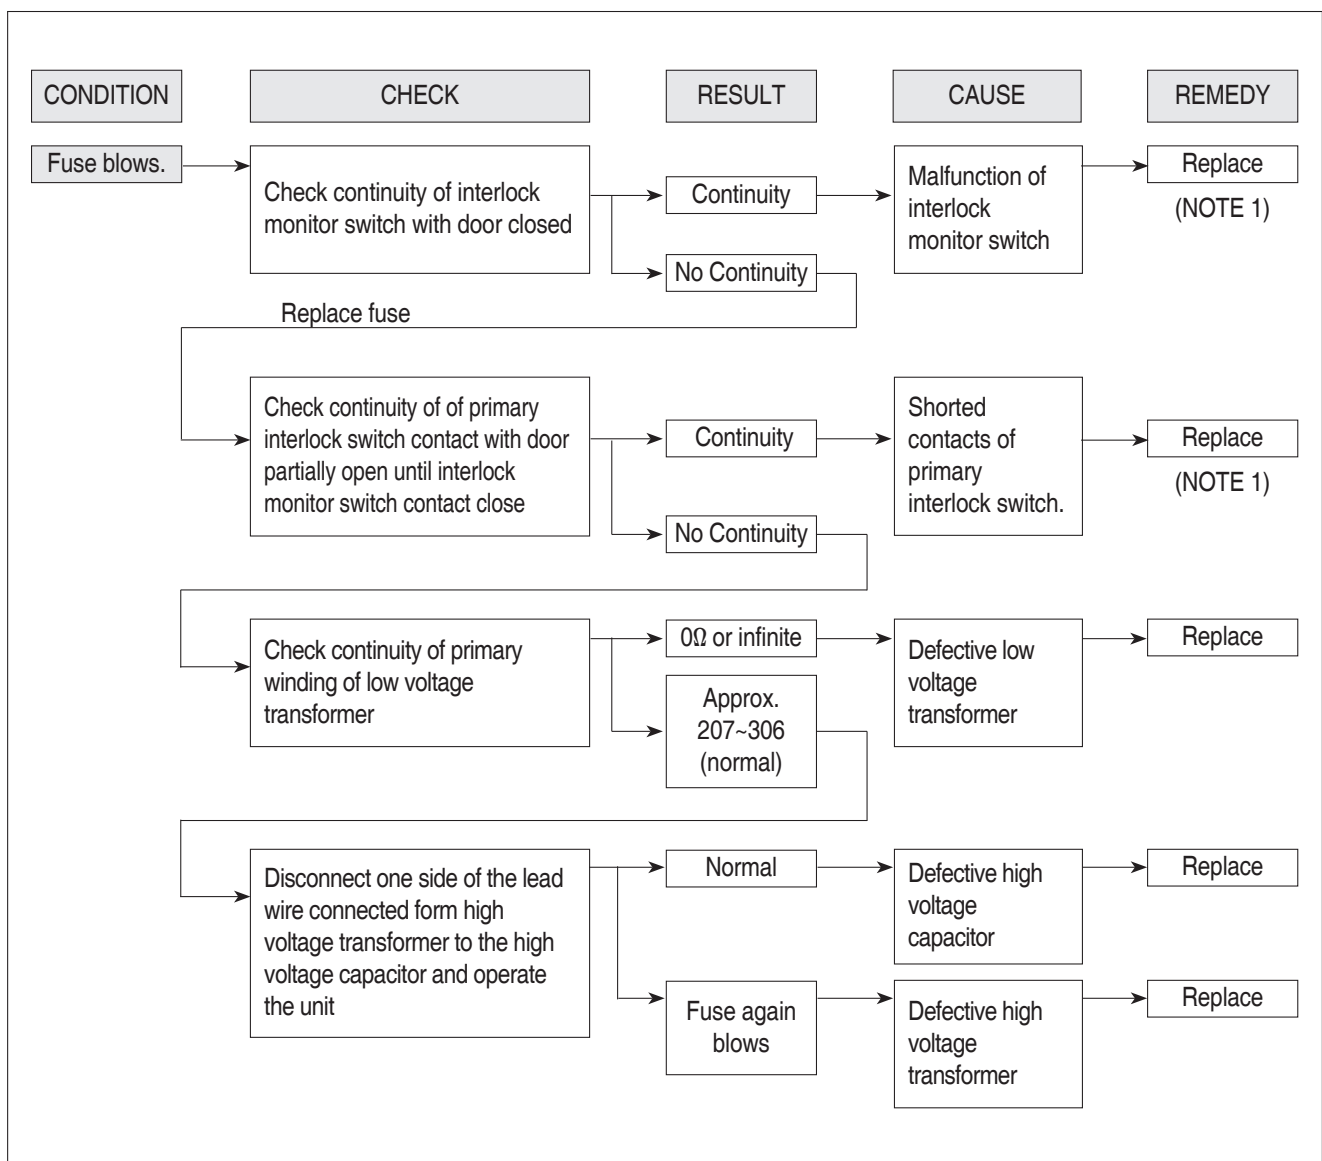 CONDITION
CHECK
RESULT
CAUSE
REMEDY
Fuse blows.
Check continuity of interlock
monitor switch with door closed
Continuity
Malfunction of
interlock
monitor switch
Replace
(NOTE 1)
No Continuity
Replace fuse
Check continuity of of primary
interlock switch contact with door
partially open until interlock
monitor switch contact close
Continuity
Shorted
contacts of
primary
interlock switch.
Replace
(NOTE 1)
No Continuity
Check continuity of primary
winding of low voltage
transformer
0Ω or infinite
Defective low
voltage
transformer
Replace
Approx.
207~306
(normal)
Disconnect one side of the lead
wire connected form high
voltage transformer to the high
voltage capacitor and operate
the unit
Normal
Defective high
voltage
capacitor
Replace
Fuse again
blows
Defective high
voltage
transformer
Replace